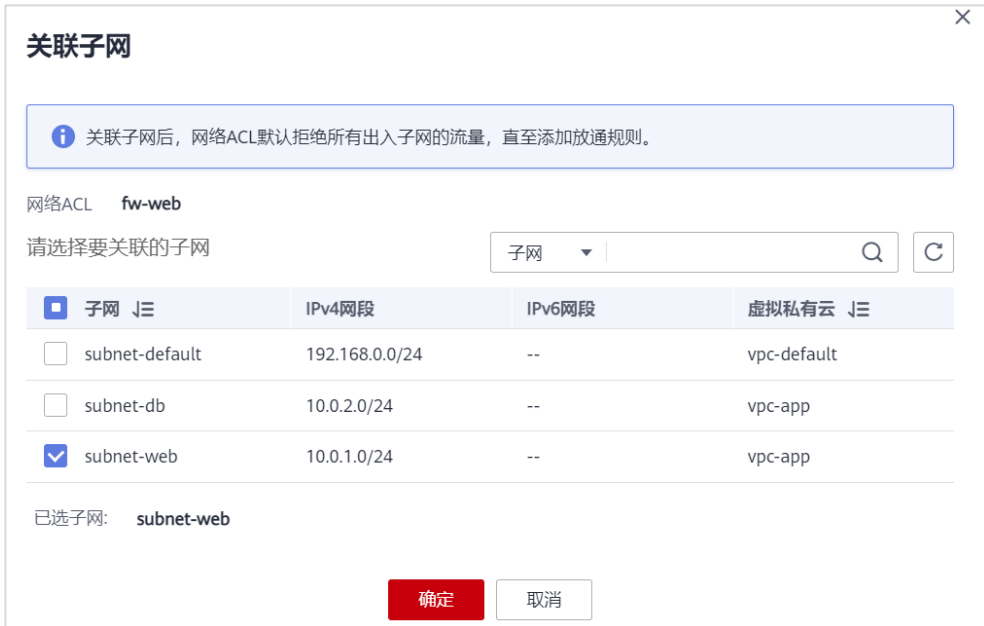 关联子网
关联子网后，网络ACL默认拒绝所有出入子网的流量，直至添加放通规则。
网络ACL fw-web
请选择要关联的子网 子网
子网 IPv4网段 IPv6网段 虚拟私有云
subnet-default 192.168.0.0/24 -- vpc-default
subnet-db 10.0.2.0/24 -- vpc-app
subnet-web 10.0.1.0/24 -- vpc-app
已选子网: subnet-web
确定 取消